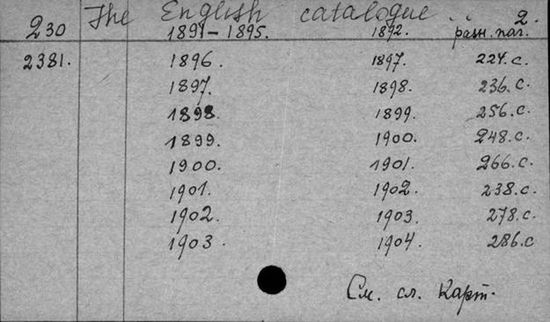 The English catalogue .. 2.
230 1891-1895. 1892. разн. паг.
2381. 1896. 1897. 224.с.
1897. 1898. 236.с.
1898. 1899. 256.с.
1899. 1900. 248.с.
1900. 1901. 266.с.
1901. 1902. 238.с.
1902. 1903. 278.с.
1903. 1904. 286.с
См. сл. Карт.